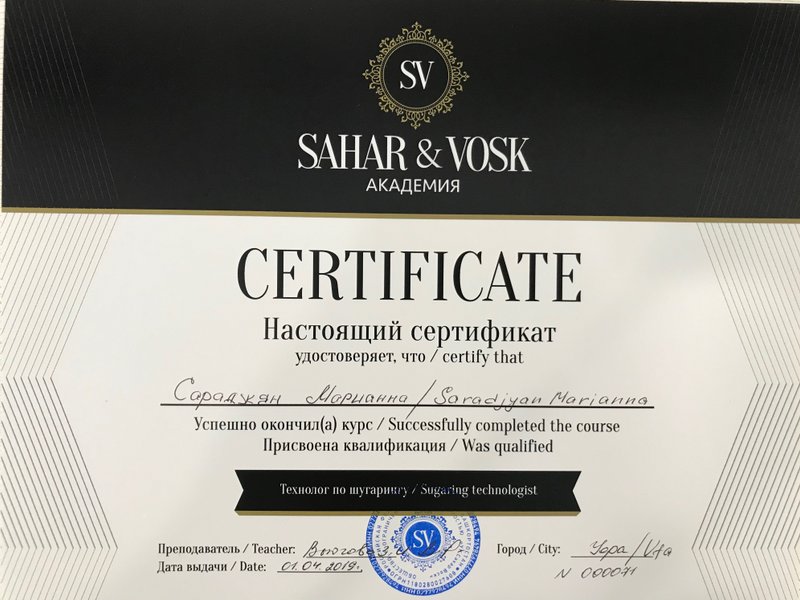 SV
SAHAR & VOSK
АКАДЕМИЯ
CERTIFICATE
Настоящий сертификат
удостоверяет, что / certify that
Сараджян Марианна / Saradjyan Marianna
Успешно окончил(а) курс / Successfully completed the course
Присвоена квалификация / Was qualified
Технолог по шугарингу / Sugaring technologist
SV
Преподаватель / Teacher:
Город / City: Уфа / Ufa
Дата выдачи / Date: 01.04.2019г.
N 000071